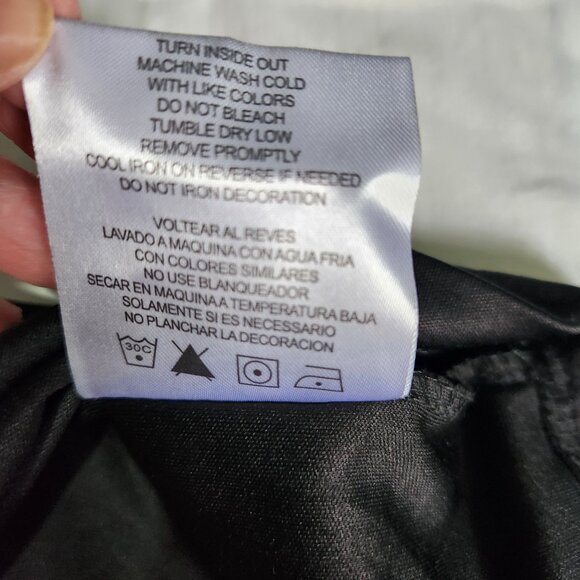 TURN INSIDE OUT
MACHINE WASH COLD
WITH LIKE COLORS
DO NOT BLEACH
TUMBLE DRY LOW
REMOVE PROMPTLY
COOL IRON ON REVERSE IF NEEDED
DO NOT IRON DECORATION
VOLTEAR AL REVES
LAVADO A MAQUINA CON AGUA FRIA
CON COLORES SIMILARES
NO USE BLANQUEADOR
SECAR EN MAQUINA A TEMPERATURA BAJA
SOLAMENTE SI ES NECESSARIO
NO PLANCHAR LA DECORACION
30C